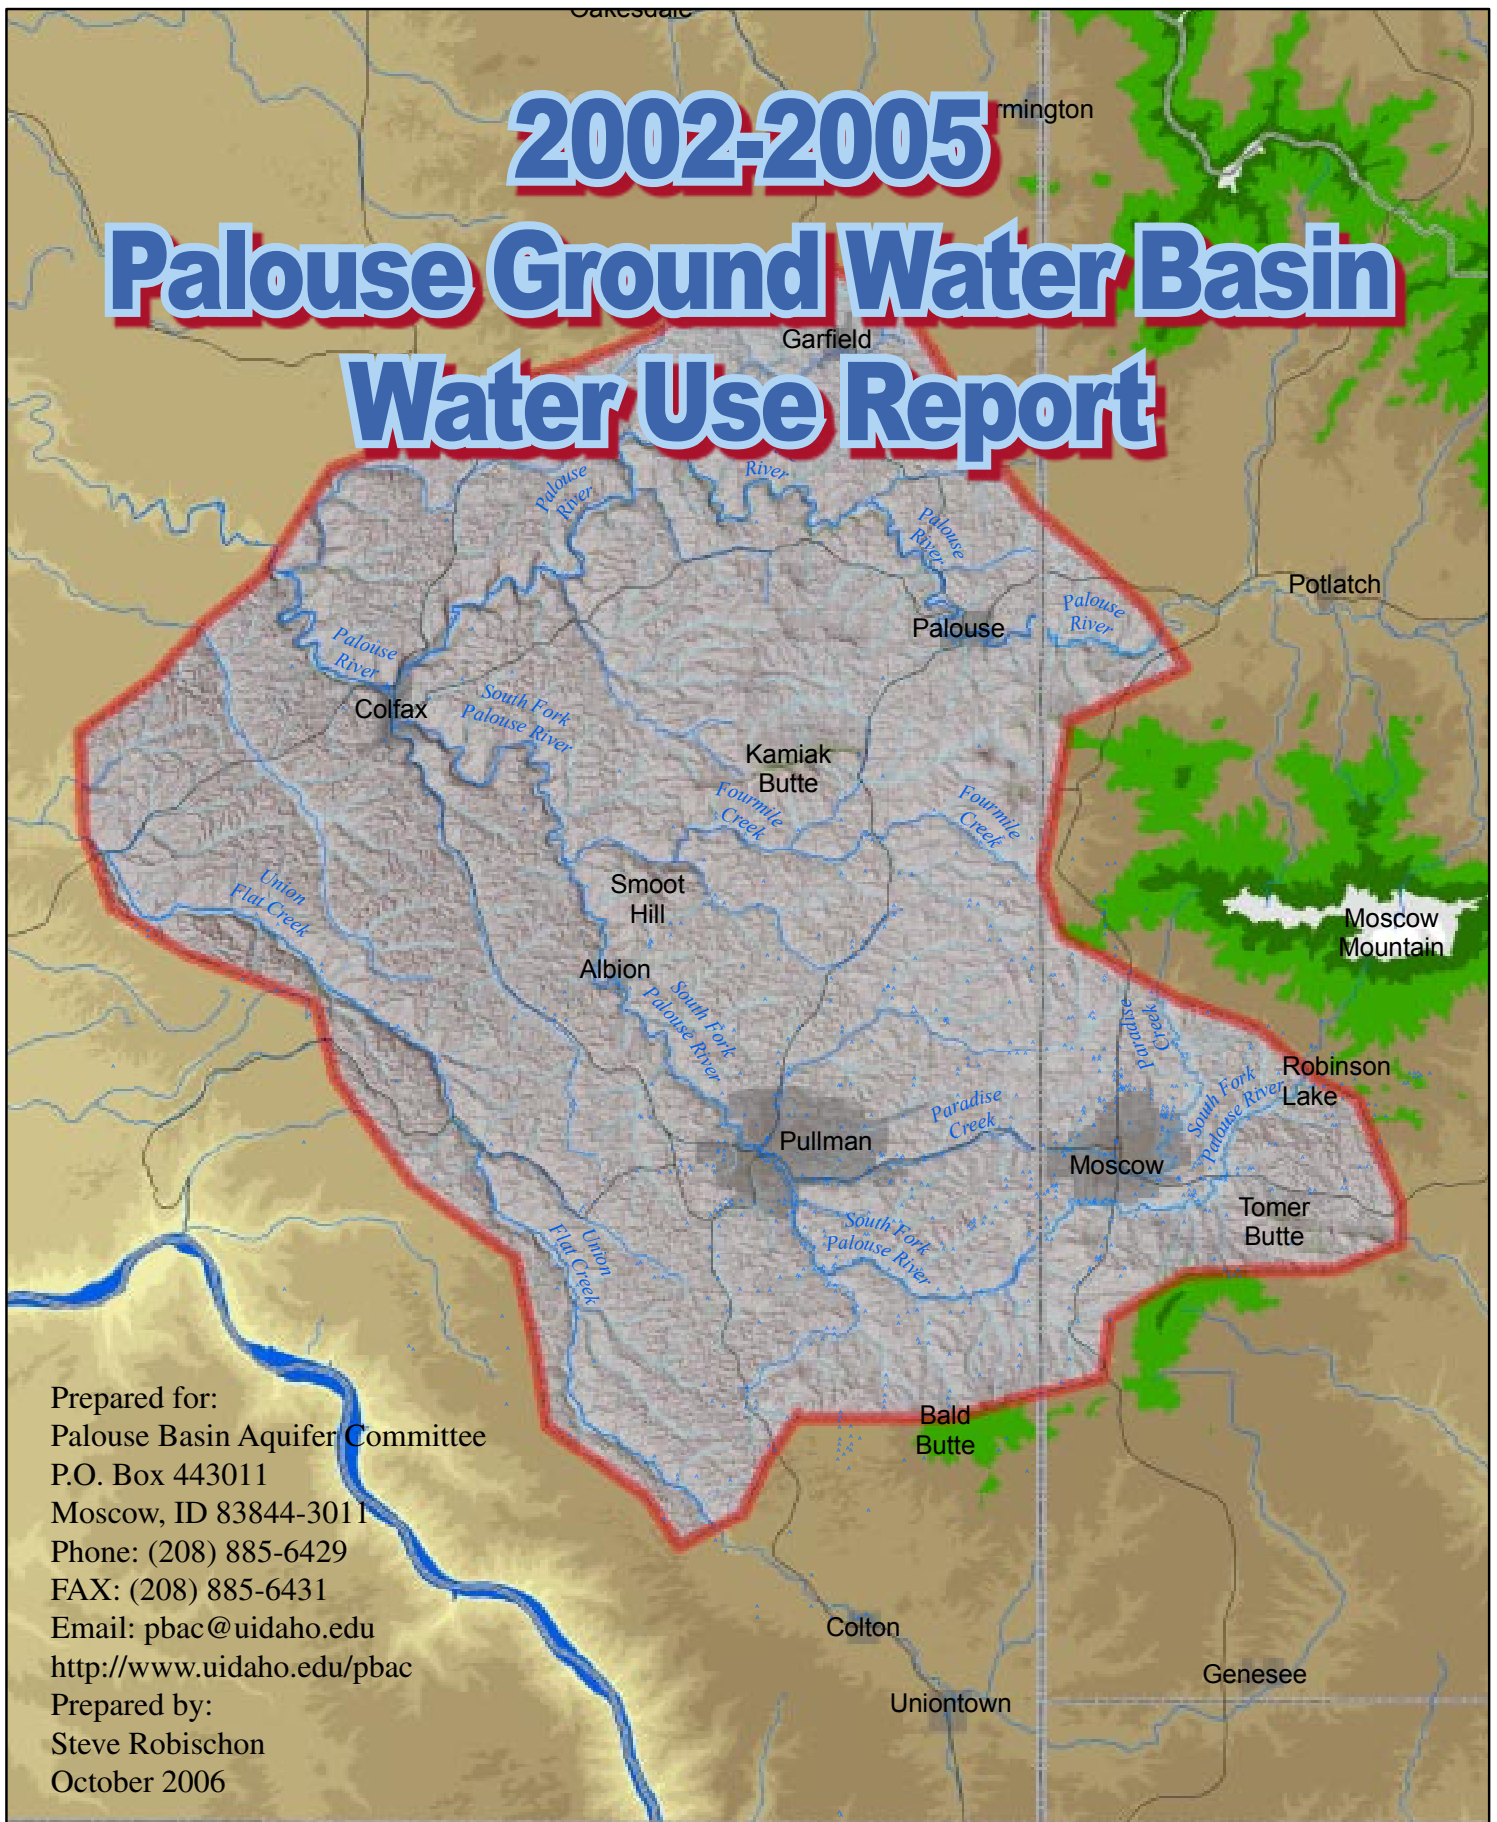 Oakesdale
rmington
2002-2005
Palouse Ground Water Basin
Water Use Report
Garfield
Palouse
River
River
Palouse
River
Potlatch
Palouse
River
Palouse
Palouse
River
Colfax
South Fork
Palouse River
Kamiak
Butte
Fourmile
Creek
Fourmile
Creek
Smoot
Hill
Union
Flat Creek
Moscow
Mountain
Albion
South Fork
Palouse River
Paradise
Creek
Robinson
Lake
South Fork
Palouse River
Paradise
Creek
Pullman
Moscow
Tomer
Butte
South Fork
Palouse River
Union
Flat Creek
Bald
Butte
Prepared for:
Palouse Basin Aquifer Committee
P.O. Box 443011
Moscow, ID 83844-3011
Phone: (208) 885-6429
FAX: (208) 885-6431
Email: pbac@uidaho.edu
http://www.uidaho.edu/pbac
Prepared by:
Steve Robischon
October 2006
Colton
Genesee
Uniontown